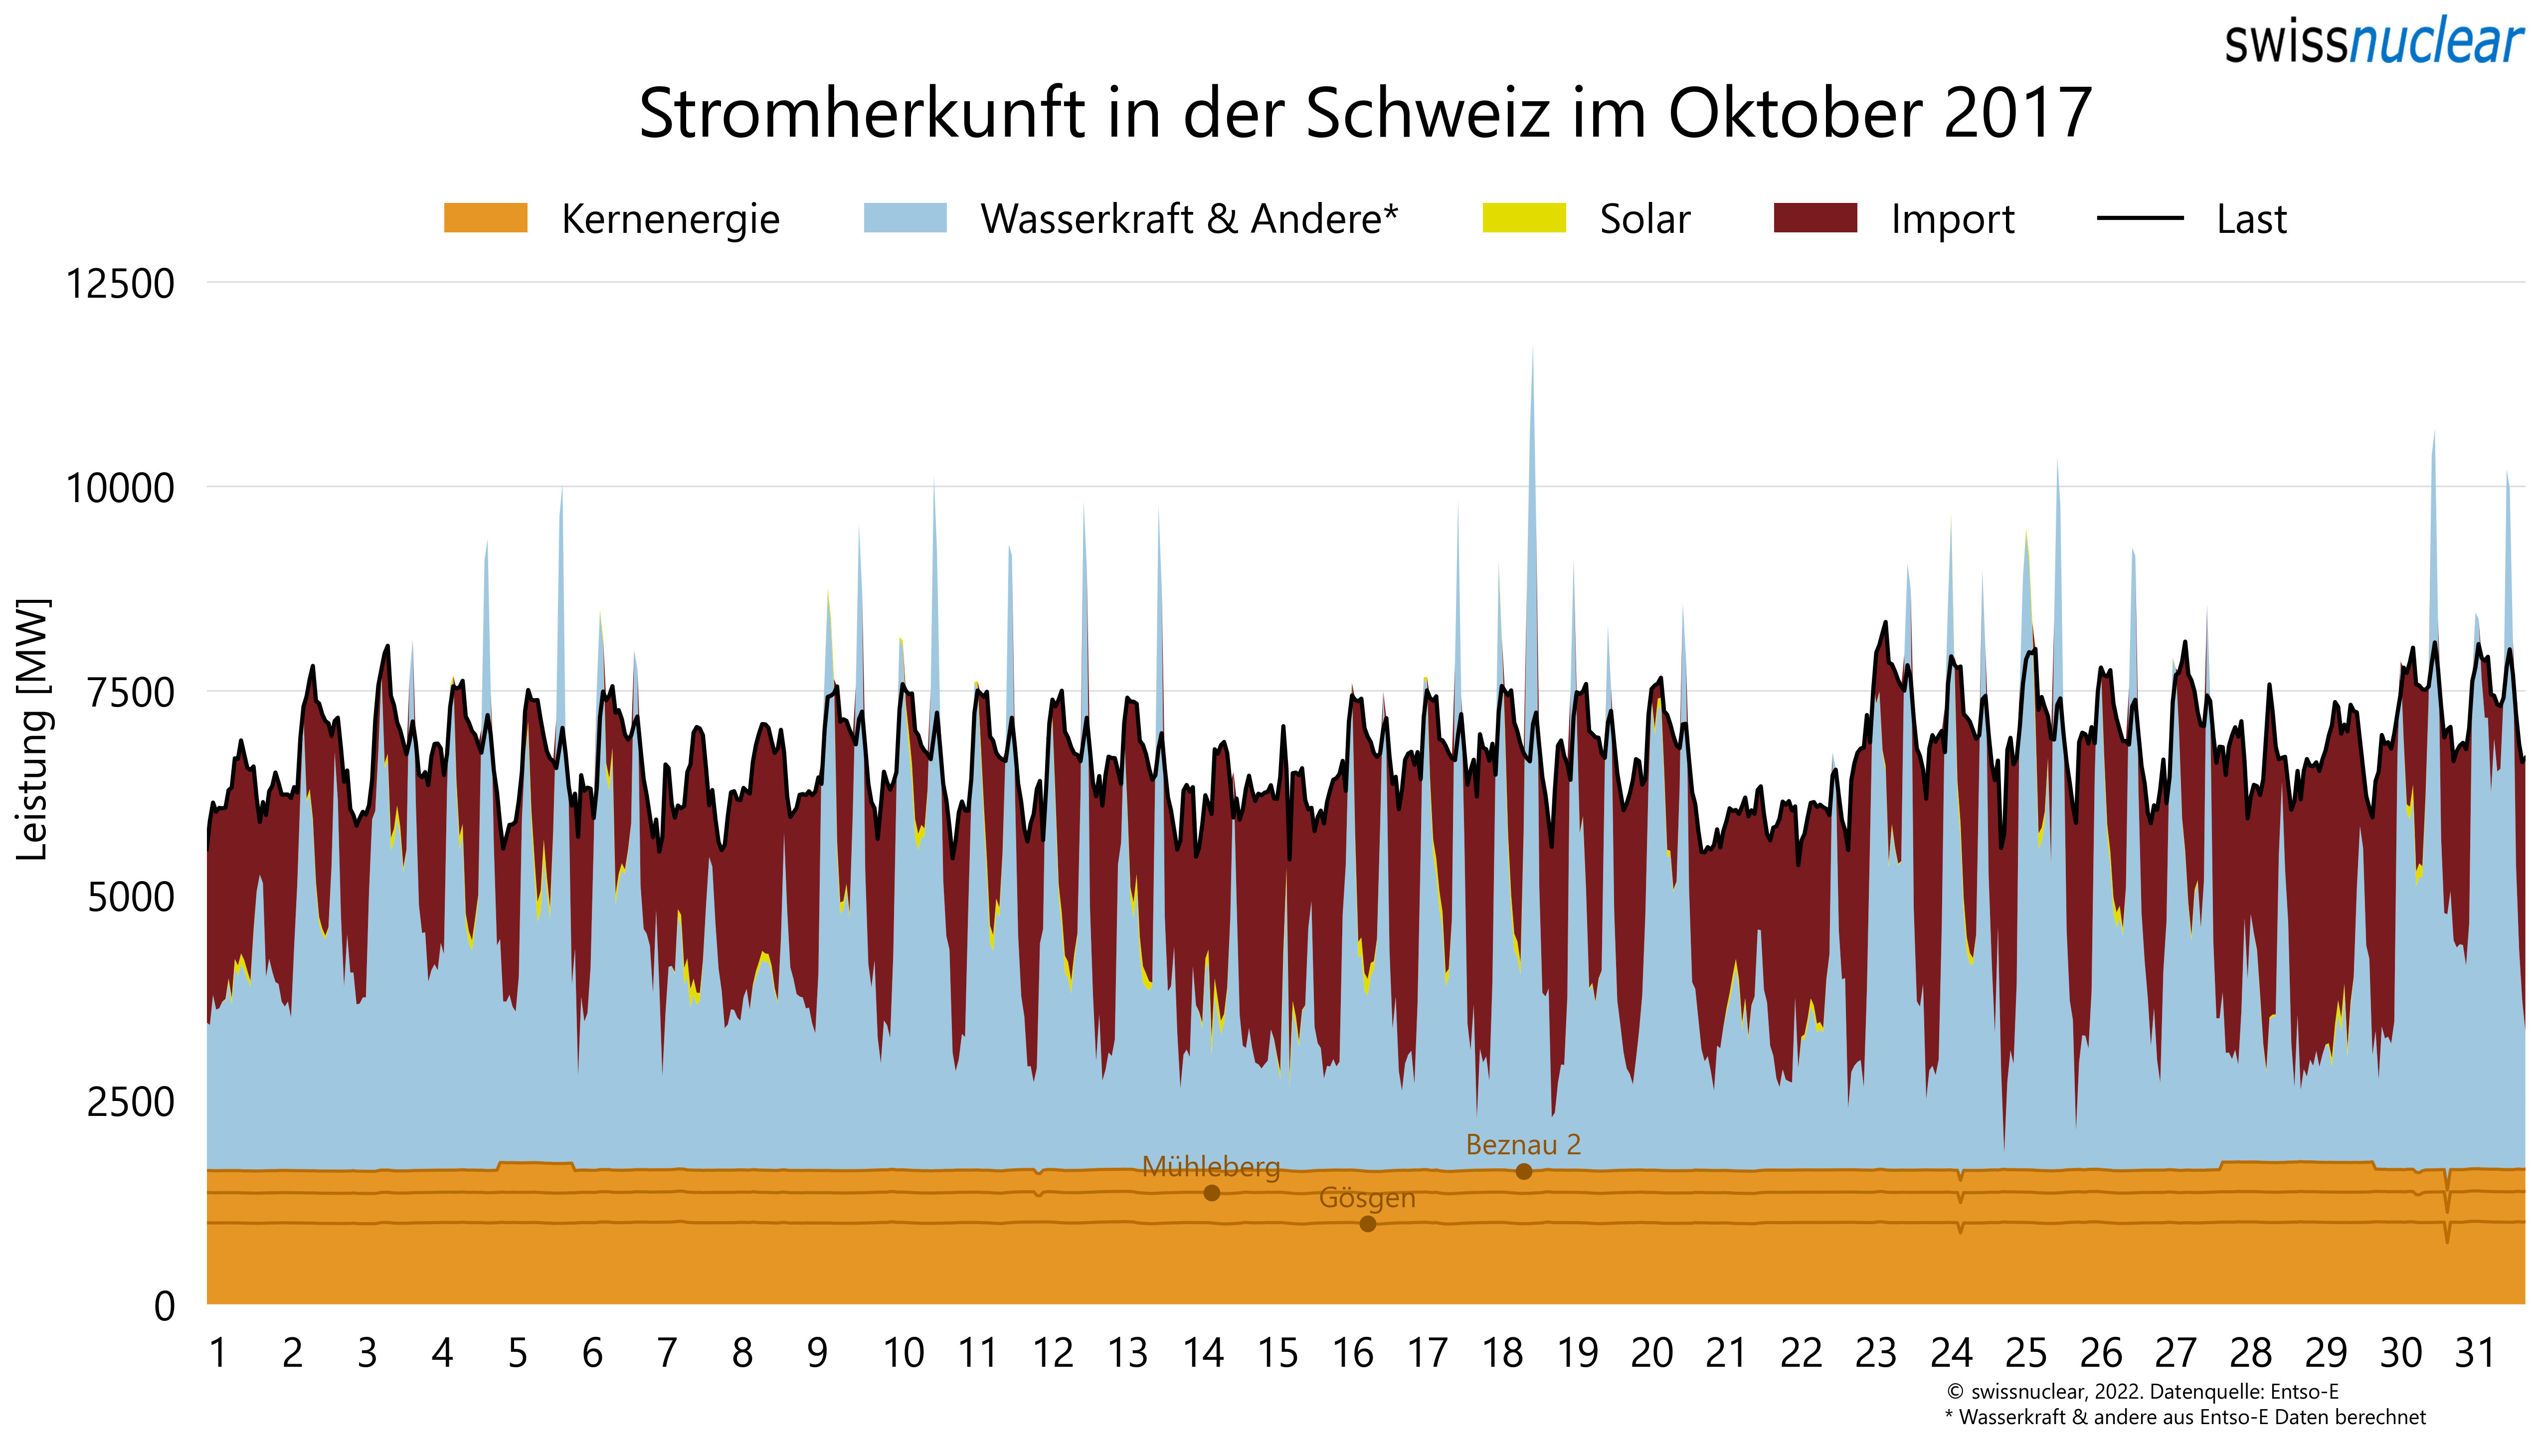 swissnuclear
Stromherkunft in der Schweiz im Oktober 2017
Kernenergie Wasserkraft & Andere* Solar Import Last
12500
10000
7500
5000
2500
0
Leistung [MW]
Beznau 2
Mühleberg
Gösgen
1 2 3 4 5 6 7 8 9 10 11 12 13 14 15 16 17 18 19 20 21 22 23 24 25 26 27 28 29 30 31
© swissnuclear, 2022. Datenquelle: Entso-E
* Wasserkraft & andere aus Entso-E Daten berechnet